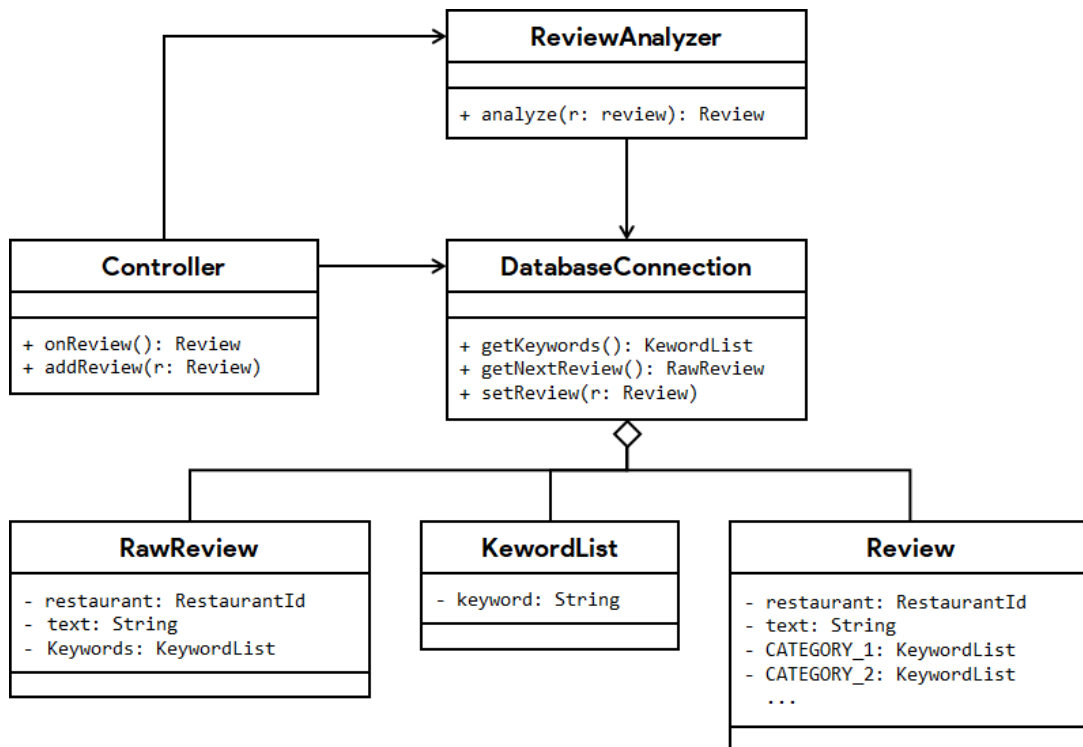 ReviewAnalyzer
+ analyze(r: review): Review
Controller
+ onReview(): Review
+ addReview(r: Review)
DatabaseConnection
+ getKeywords(): KewordList
+ getNextReview(): RawReview
+ setReview(r: Review)
RawReview
- restaurant: RestaurantId
- text: String
- Keywords: KeywordList
KewordList
- keyword: String
Review
- restaurant: RestaurantId
- text: String
- CATEGORY_1: KeywordList
- CATEGORY_2: KeywordList
...